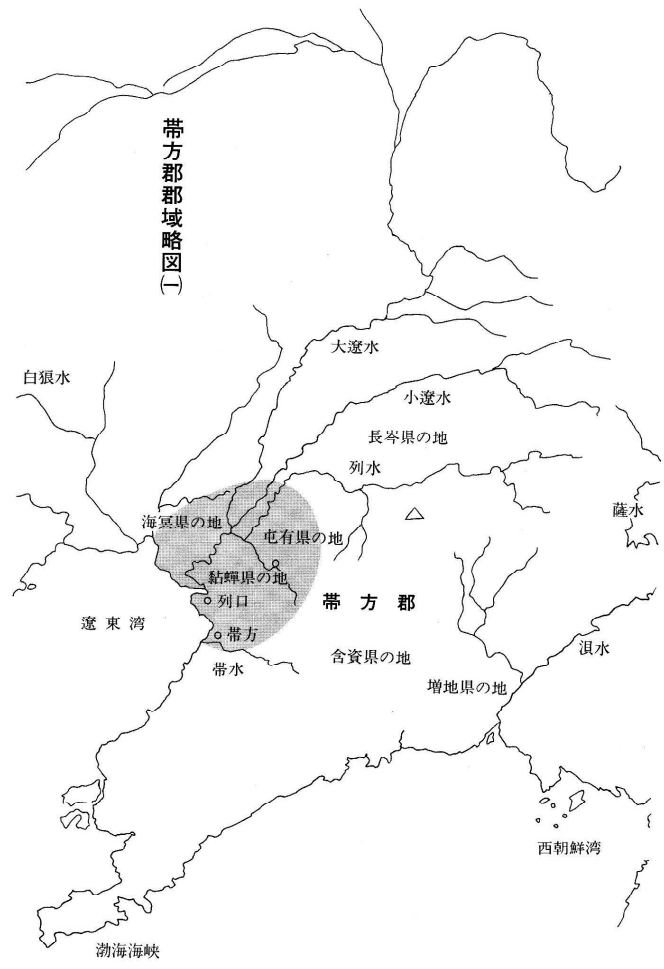 帯方郡郡域略図㈠
大遼水
白狼水
小遼水
長岑県の地
列水
薩水
海冥県の地
屯有県の地
黏蟬県の地
列口
帯方郡
遼東湾
帯方
含資県の地
浿水
帯水
増地県の地
西朝鮮湾
渤海海峡